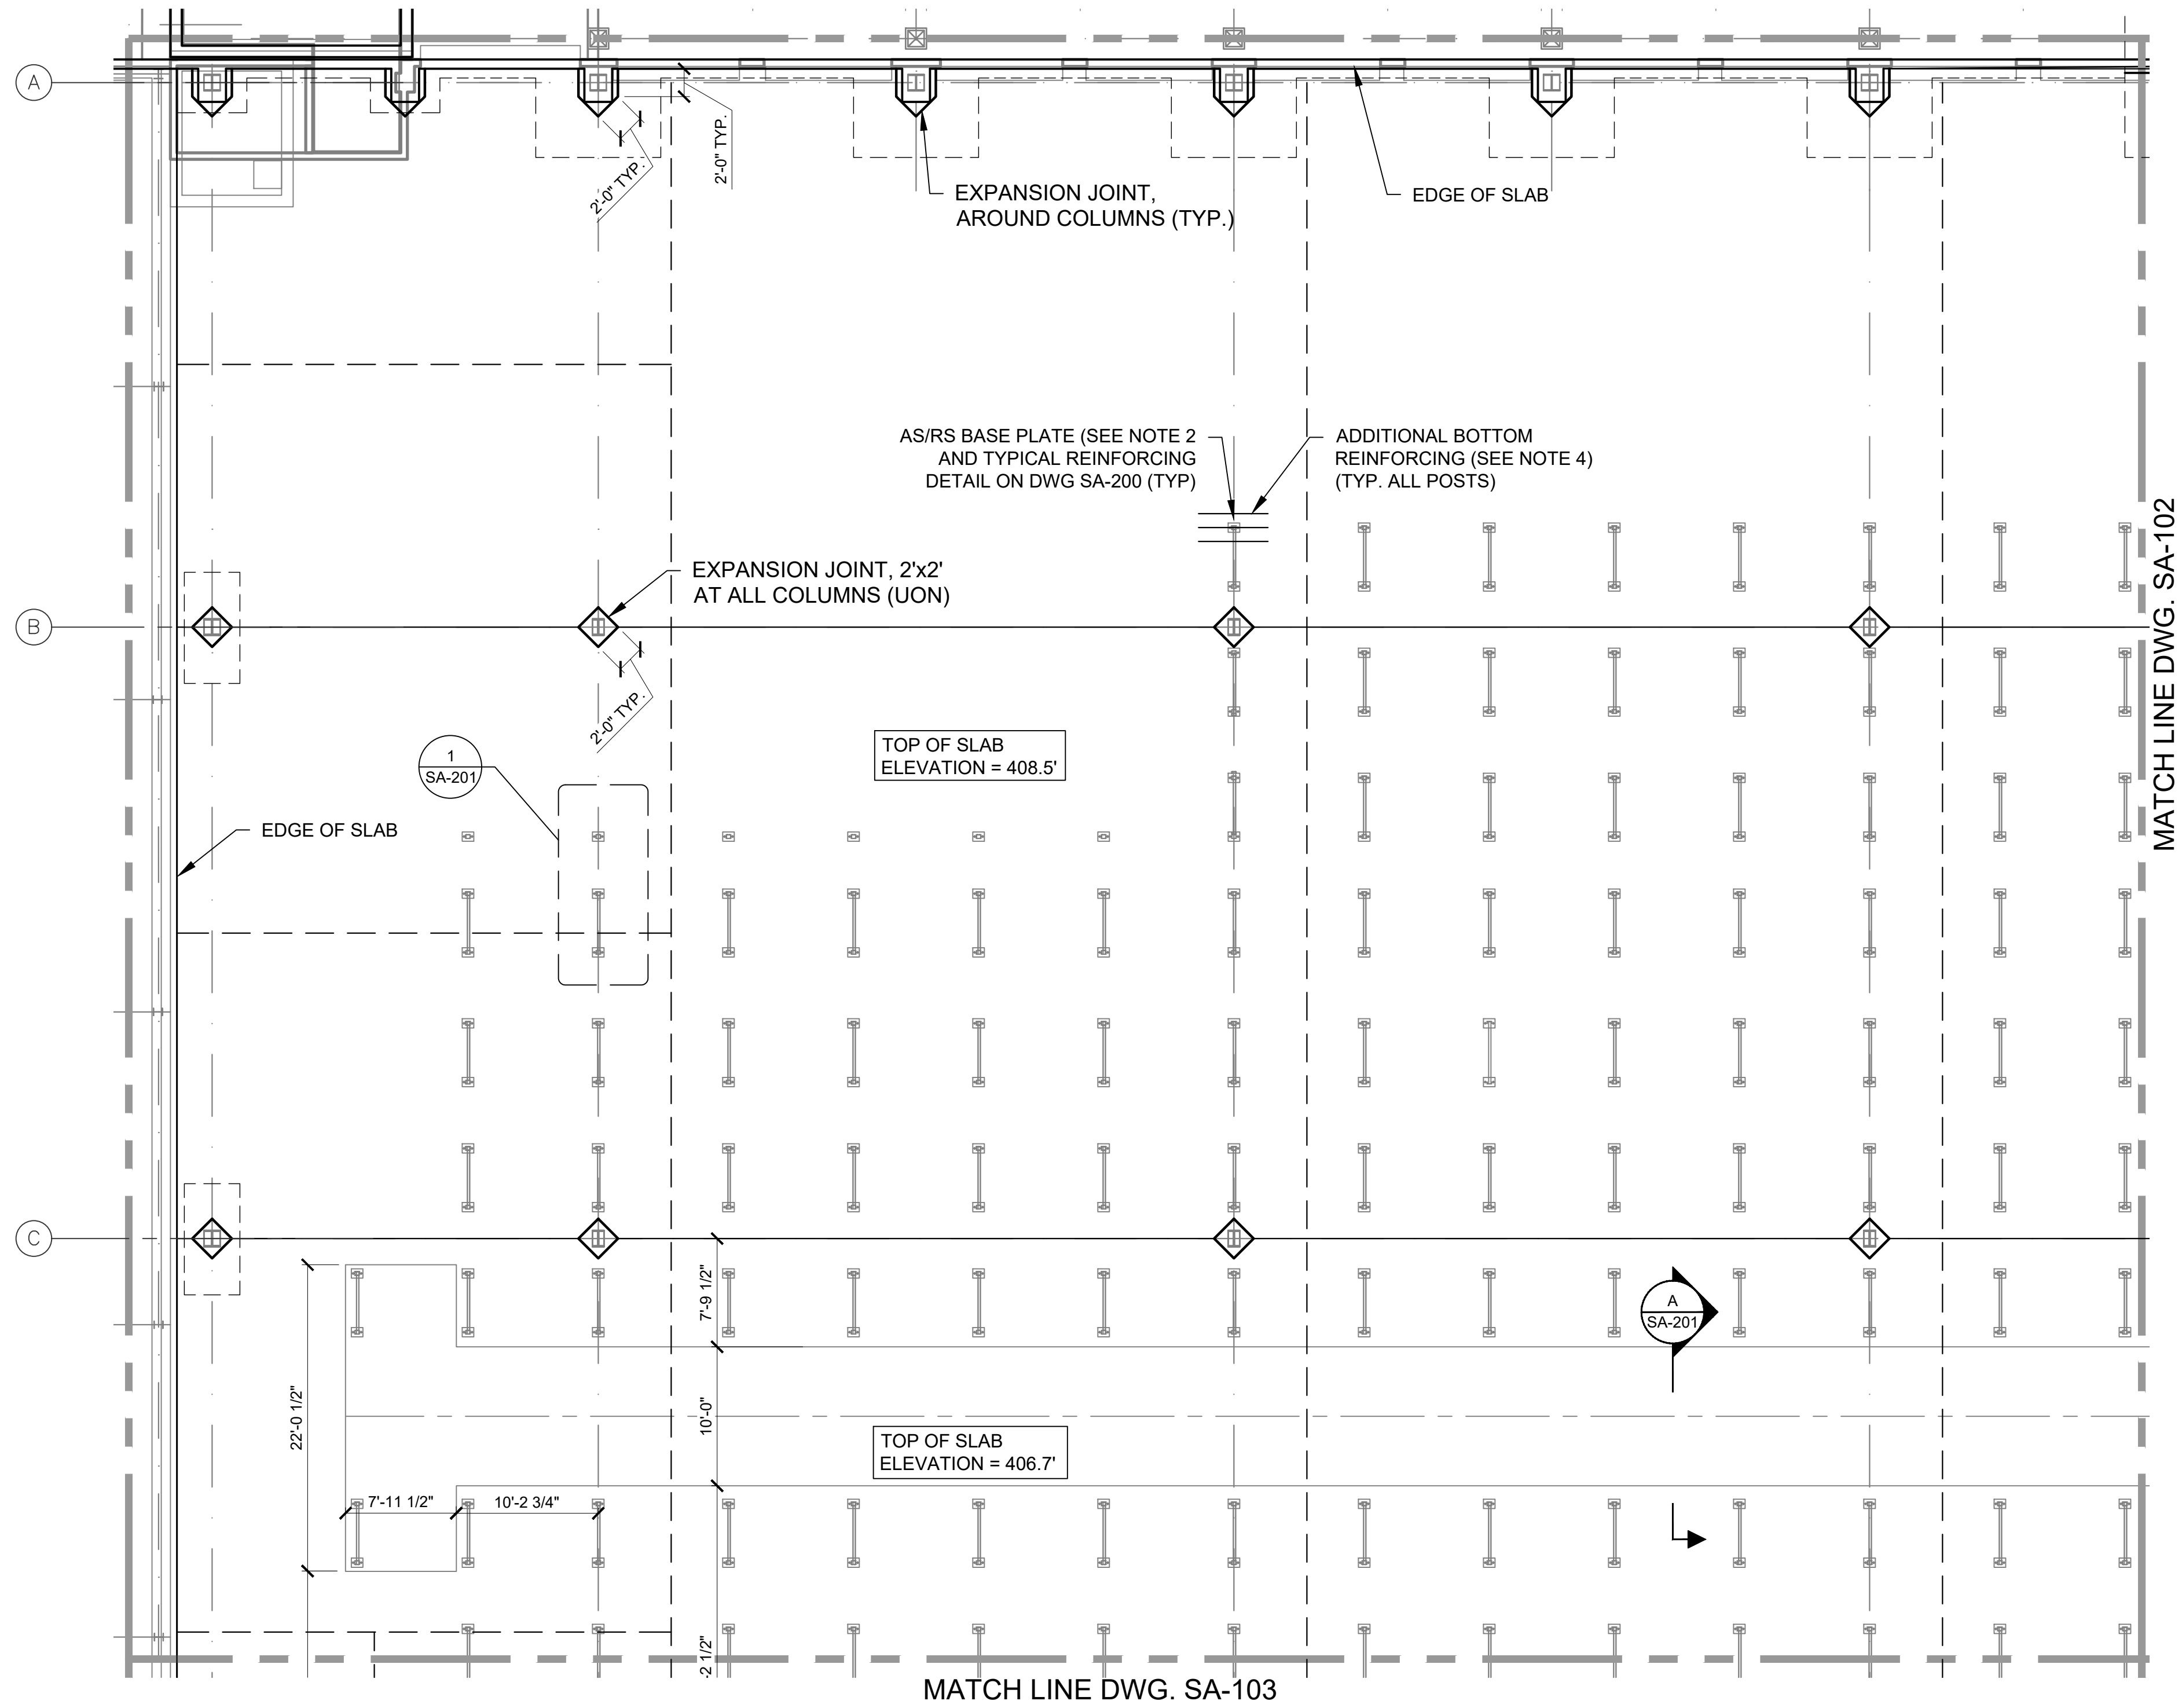 A
2'-0" TYP.
2'-0" TYP.
EXPANSION JOINT,
AROUND COLUMNS (TYP.)
EDGE OF SLAB
AS/RS BASE PLATE (SEE NOTE 2
AND TYPICAL REINFORCING
DETAIL ON DWG SA-200 (TYP)
ADDITIONAL BOTTOM
REINFORCING (SEE NOTE 4)
(TYP. ALL POSTS)
MATCH LINE DWG. SA-102
EXPANSION JOINT, 2'x2'
AT ALL COLUMNS (UON)
B
2'-0" TYP.
1
SA-201
TOP OF SLAB
ELEVATION = 408.5'
EDGE OF SLAB
C
7'-9 1/2"
A
SA-201
22'-0 1/2"
10'-0"
TOP OF SLAB
ELEVATION = 406.7'
7'-11 1/2"
10'-2 3/4"
-2 1/2"
MATCH LINE DWG. SA-103